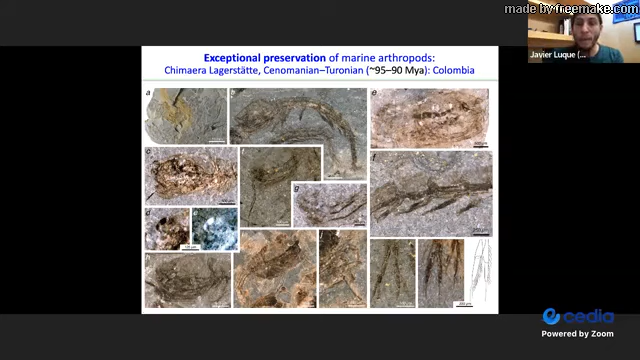 made by freemake.com
Javier Luque (...
Exceptional preservation of marine arthropods:
Chimaera Lagerstätte, Cenomanian–Turonian (~95–90 Mya): Colombia
a
e
c
f
g
d
h
cedia
Powered by Zoom